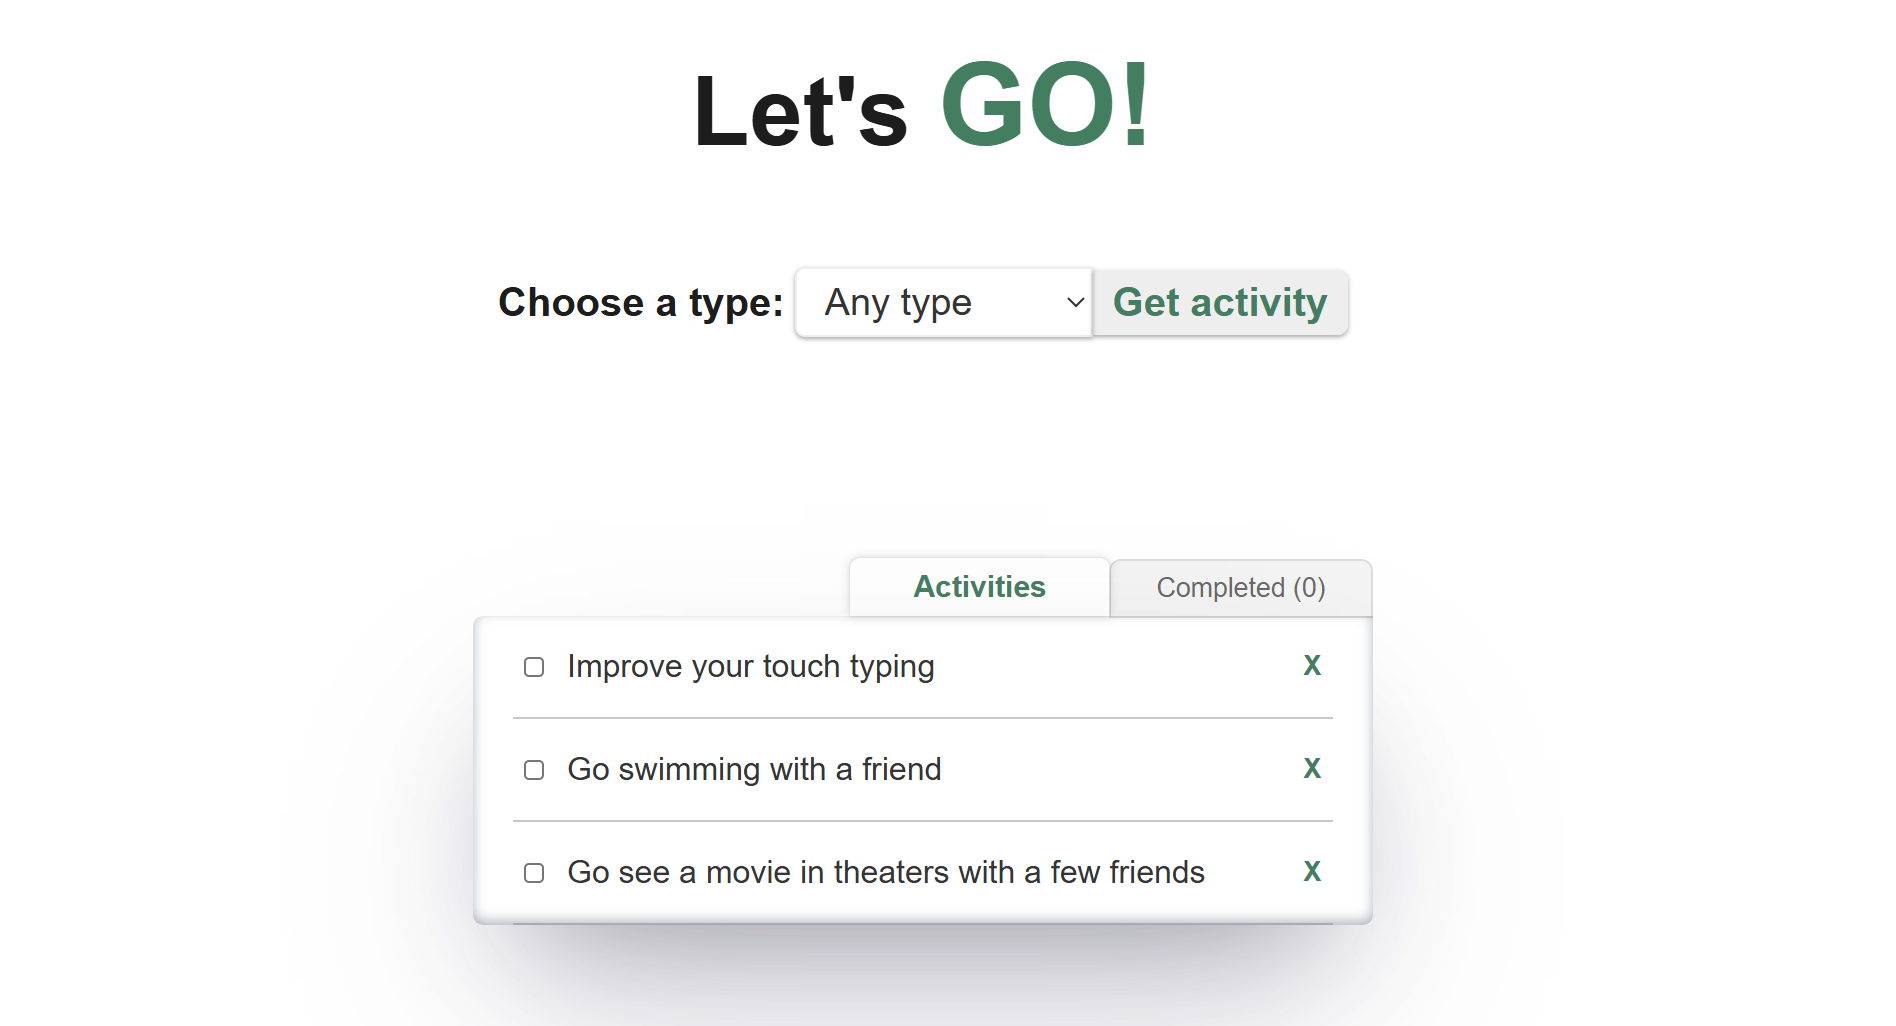 Let's GO!
Choose a type: Any type Get activity
Activities Completed (0)
Improve your touch typing X
Go swimming with a friend X
Go see a movie in theaters with a few friends X